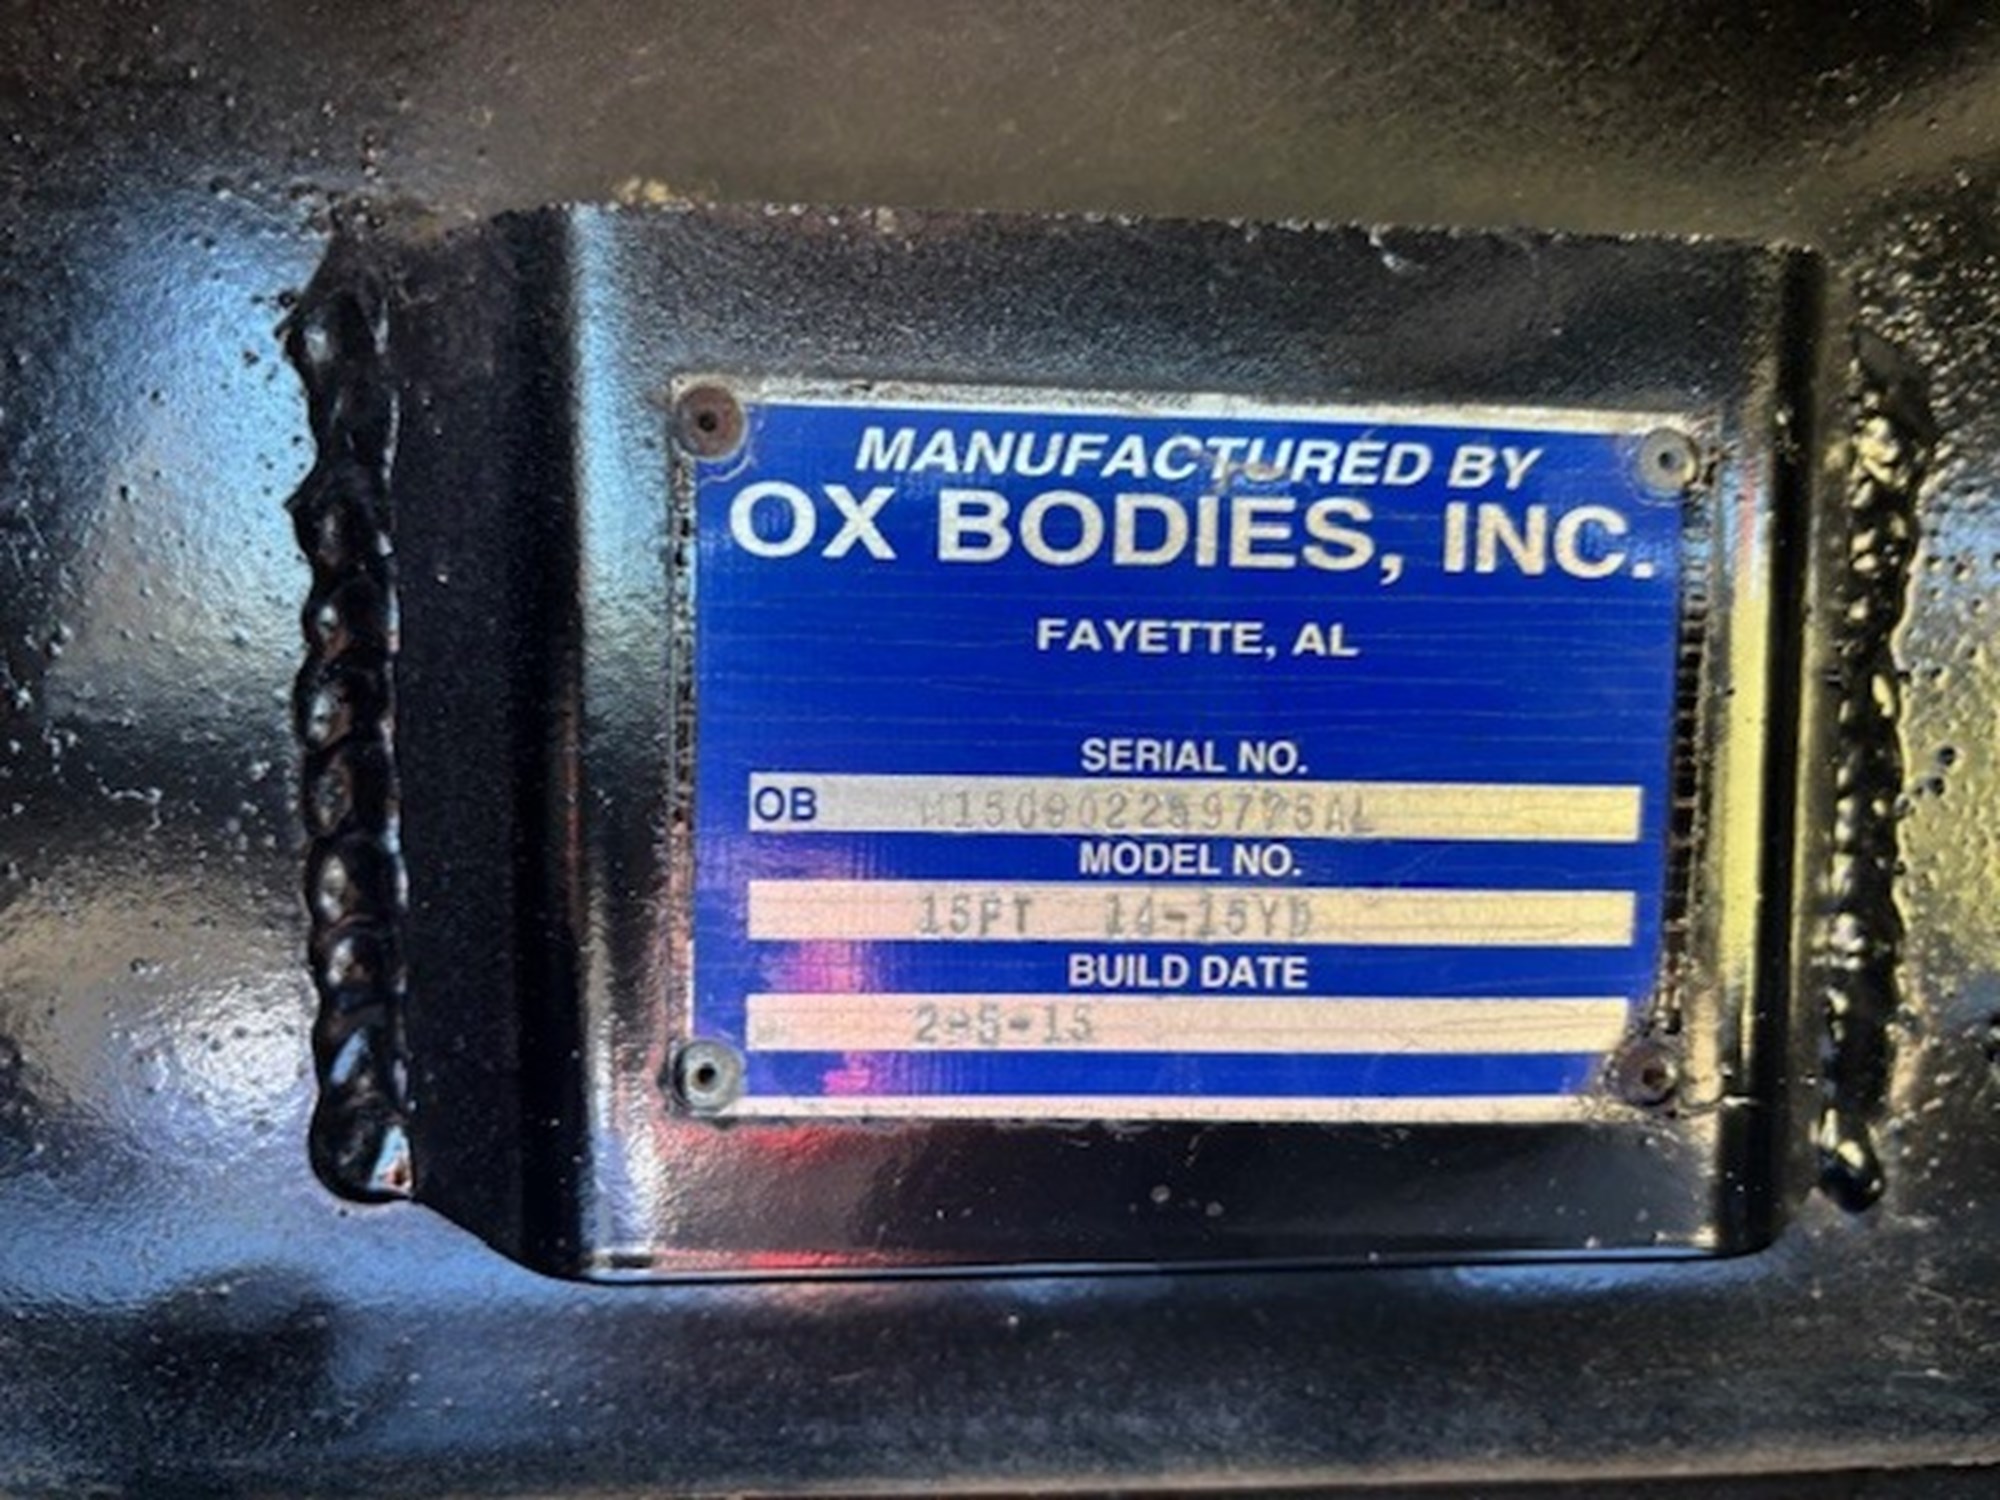 MANUFACTURED BY
OX BODIES, INC.
FAYETTE, AL
SERIAL NO.
OB
MODEL NO.
15FT 14-15YD
BUILD DATE
2-5-15